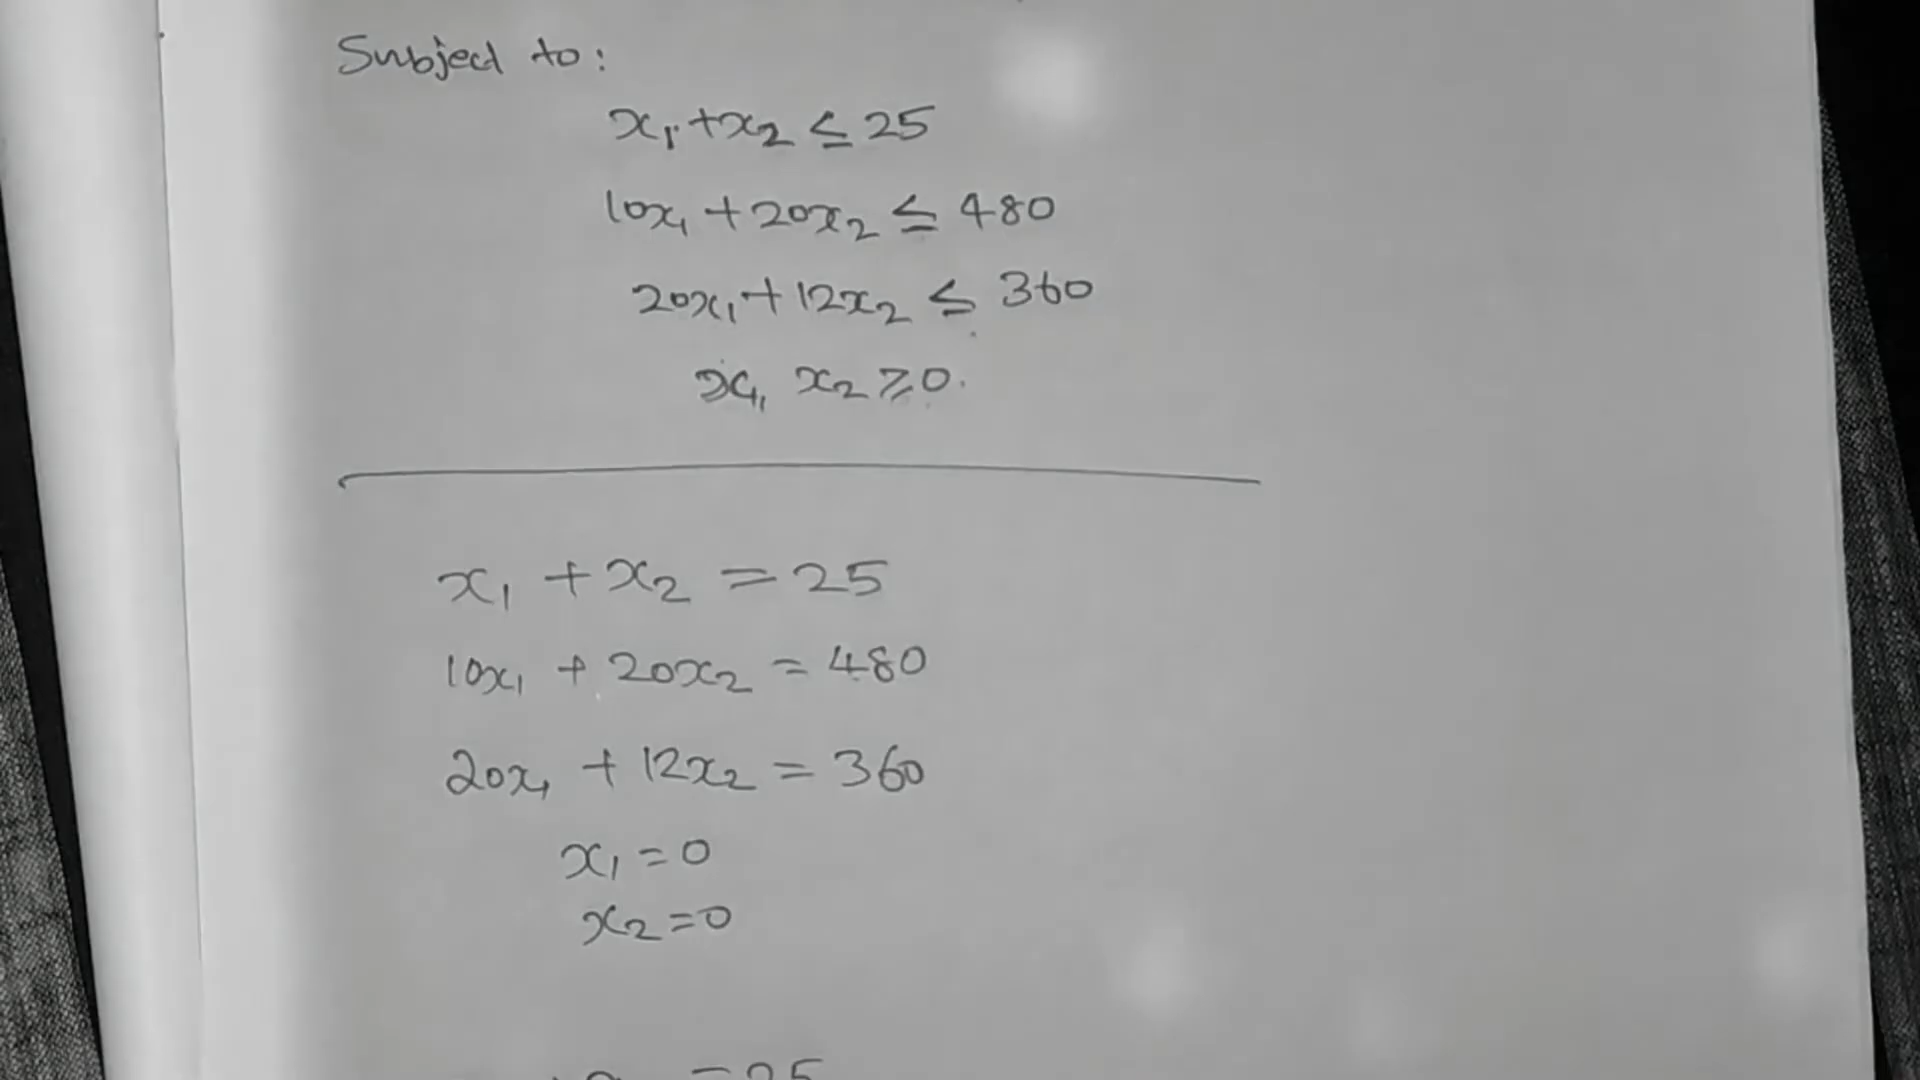 Subject to:
x₁ + x₂ ≤ 25
10x₁ + 20x₂ ≤ 480
20x₁ + 12x₂ ≤ 360
x₁, x₂ ≥ 0.
x₁ + x₂ = 25
10x₁ + 20x₂ = 480
20x₁ + 12x₂ = 360
x₁ = 0
x₂ = 0
= 25